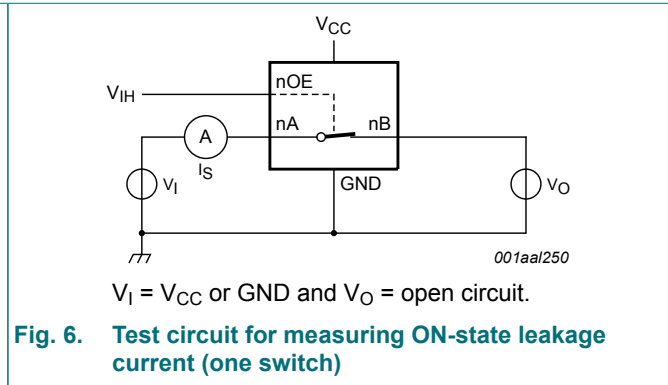 VCC
nOE
VIH
nA
nB
A
IS
VI
GND
VO
001aal250
VI = VCC or GND and VO = open circuit.
Fig. 6. Test circuit for measuring ON-state leakage
current (one switch)